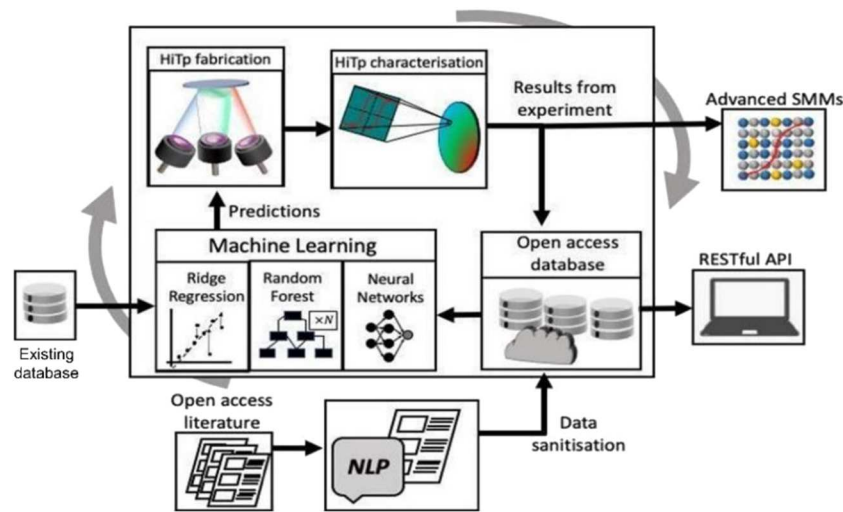 HiTp fabrication
HiTp characterisation
Results from
experiment
Advanced SMMs
Predictions
Machine Learning
Ridge
Regression
Random
Forest
×N
Neural
Networks
Open access
database
RESTful API
Existing
database
Open access
literature
NLP
Data
sanitisation